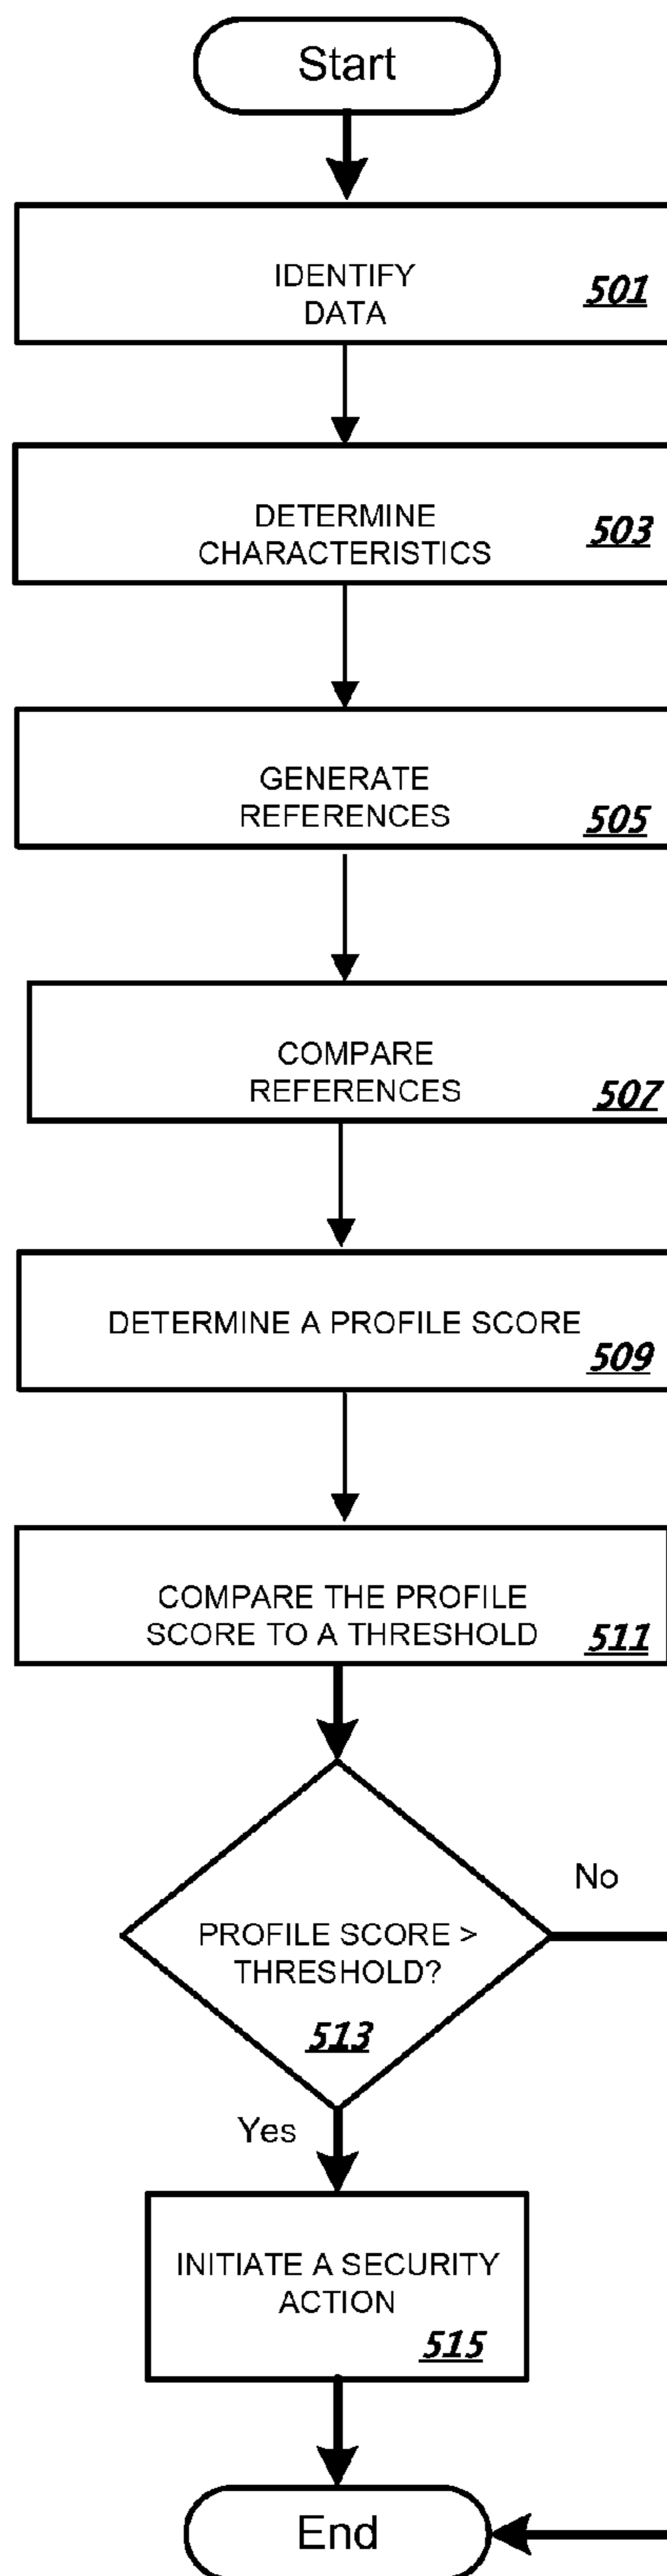 Start
IDENTIFY
DATA
501
DETERMINE
CHARACTERISTICS
503
GENERATE
REFERENCES
505
COMPARE
REFERENCES
507
DETERMINE A PROFILE SCORE
509
COMPARE THE PROFILE
SCORE TO A THRESHOLD
511
No
PROFILE SCORE >
THRESHOLD?
513
Yes
INITIATE A SECURITY
ACTION
515
End